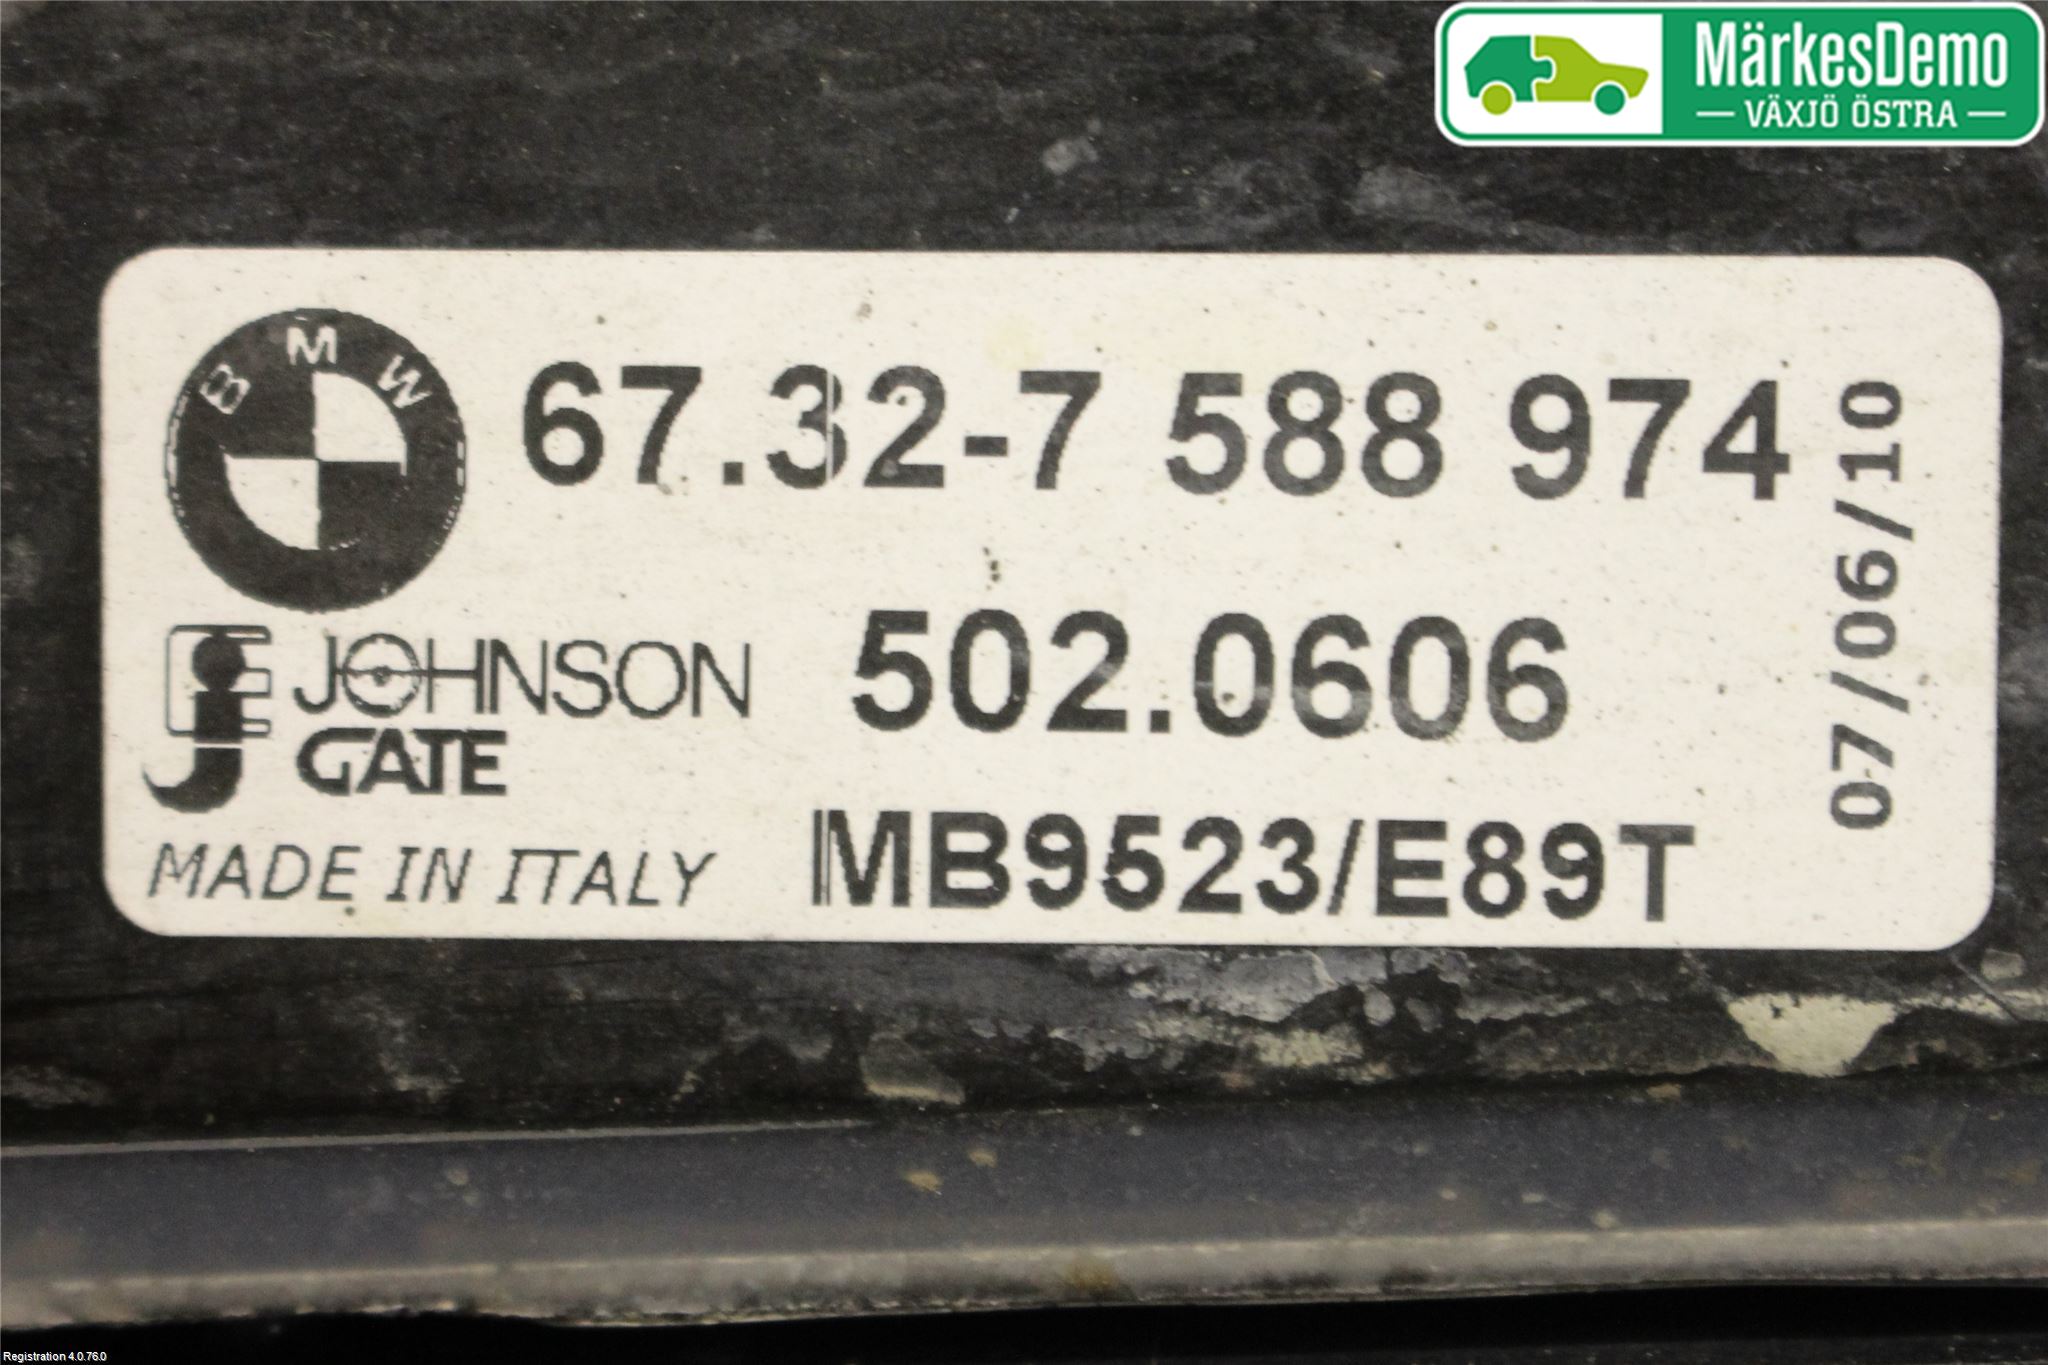 MärkesDemo
VÄXJÖ ÖSTRA
BMW
67.32-7 588 974
07/06/10
JOHNSON
GATE
502.0606
MADE IN ITALY
MB9523/E89T
Registration 4.0.76.0